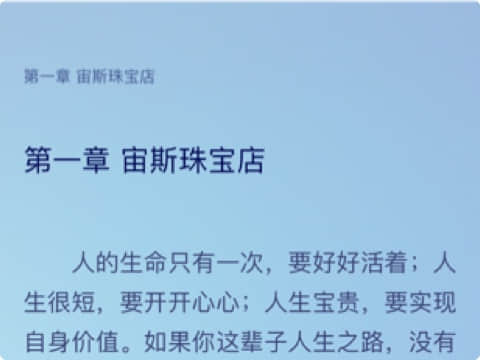 第一章 宙斯珠宝店
第一章 宙斯珠宝店
人的生命只有一次，要好好活着；人
生很短，要开开心心；人生宝贵，要实现
自身价值。如果你这辈子人生之路，没有